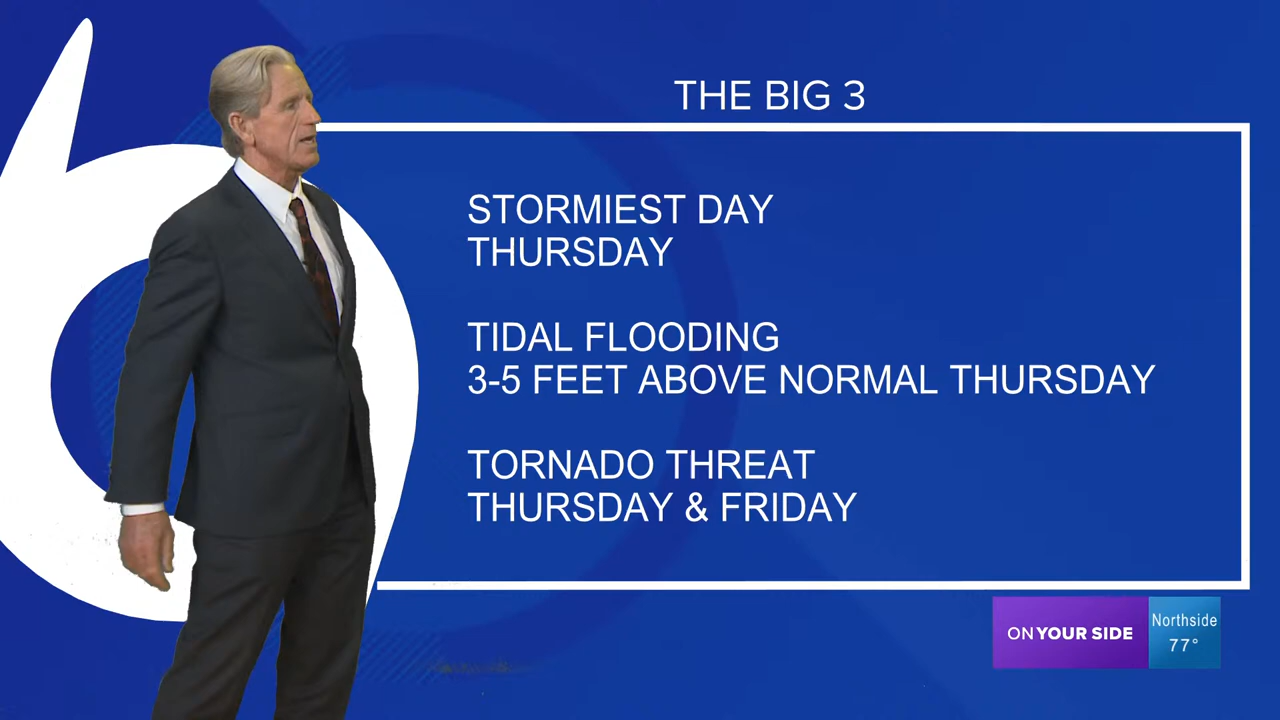 THE BIG 3
STORMIEST DAY
THURSDAY
TIDAL FLOODING
3-5 FEET ABOVE NORMAL THURSDAY
TORNADO THREAT
THURSDAY & FRIDAY
ON YOUR SIDE
Northside
77°